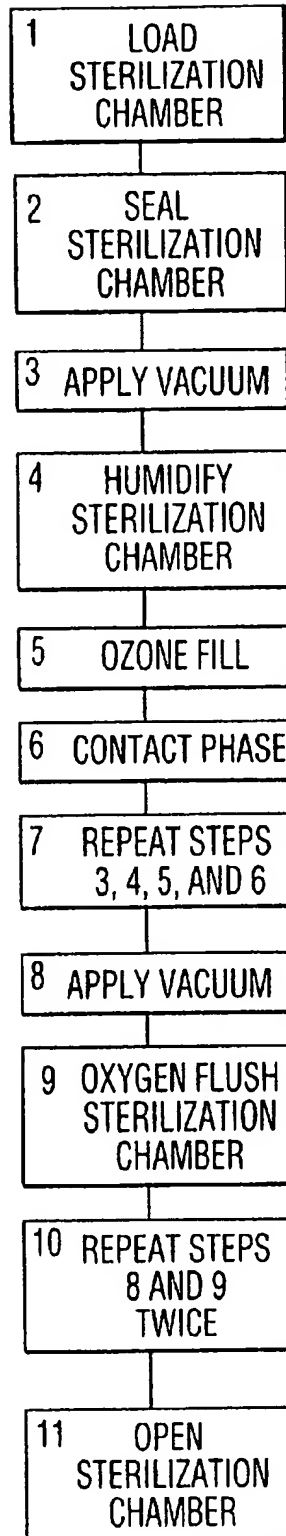 1 LOAD
STERILIZATION
CHAMBER
2 SEAL
STERILIZATION
CHAMBER
3 APPLY VACUUM
4 HUMIDIFY
STERILIZATION
CHAMBER
5 OZONE FILL
6 CONTACT PHASE
7 REPEAT STEPS
3, 4, 5, AND 6
8 APPLY VACUUM
9 OXYGEN FLUSH
STERILIZATION
CHAMBER
10 REPEAT STEPS
8 AND 9
TWICE
11 OPEN
STERILIZATION
CHAMBER